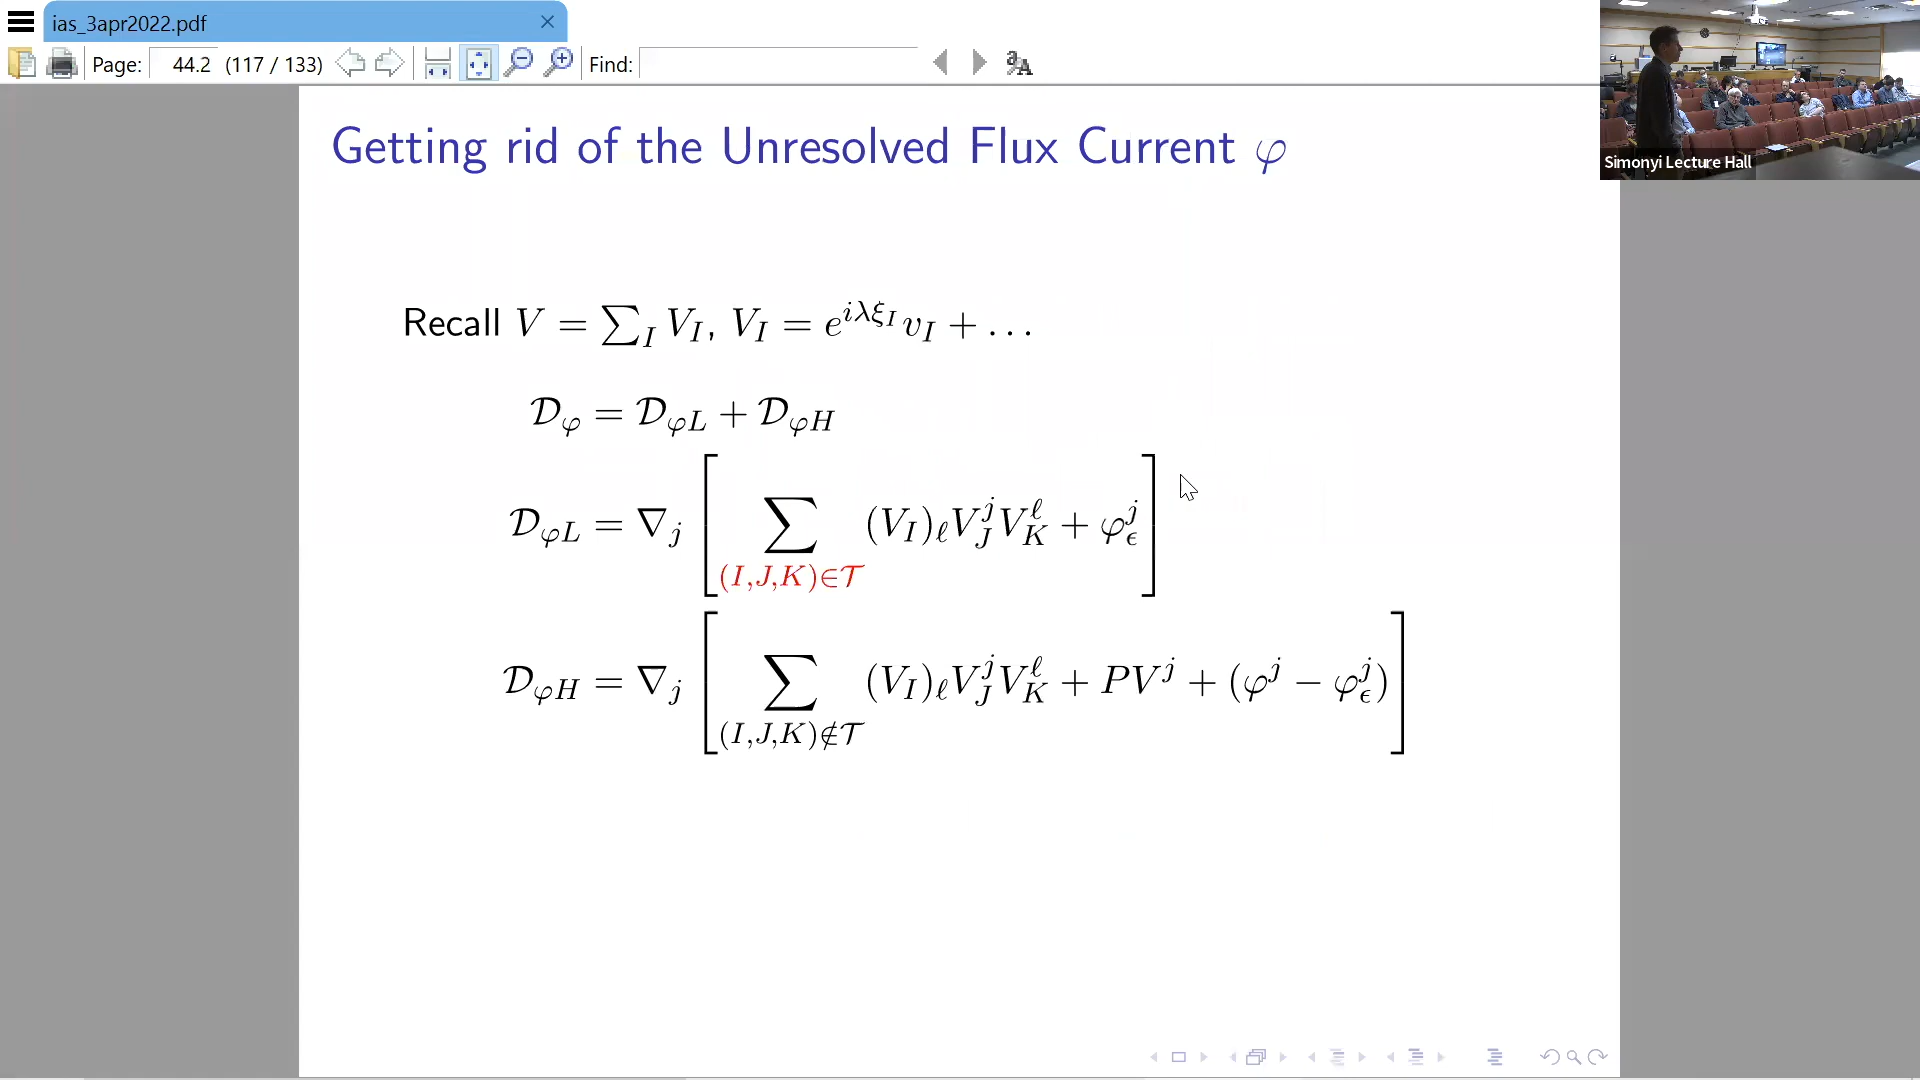 ias_3apr2022.pdf
Page: 44.2 (117 / 133) Find:
Simonyi Lecture Hall
Getting rid of the Unresolved Flux Current φ
Recall V = ∑_I V_I, V_I = e^{iλξ_I} v_I + . . .
𝒟_φ = 𝒟_{φL} + 𝒟_{φH}
𝒟_{φL} = ∇_j [ ∑_{(I,J,K)∈𝒯} (V_I)_ℓ V_J^j V_K^ℓ + φ_ϵ^j ]
𝒟_{φH} = ∇_j [ ∑_{(I,J,K)∉𝒯} (V_I)_ℓ V_J^j V_K^ℓ + PV^j + (φ^j − φ_ϵ^j) ]